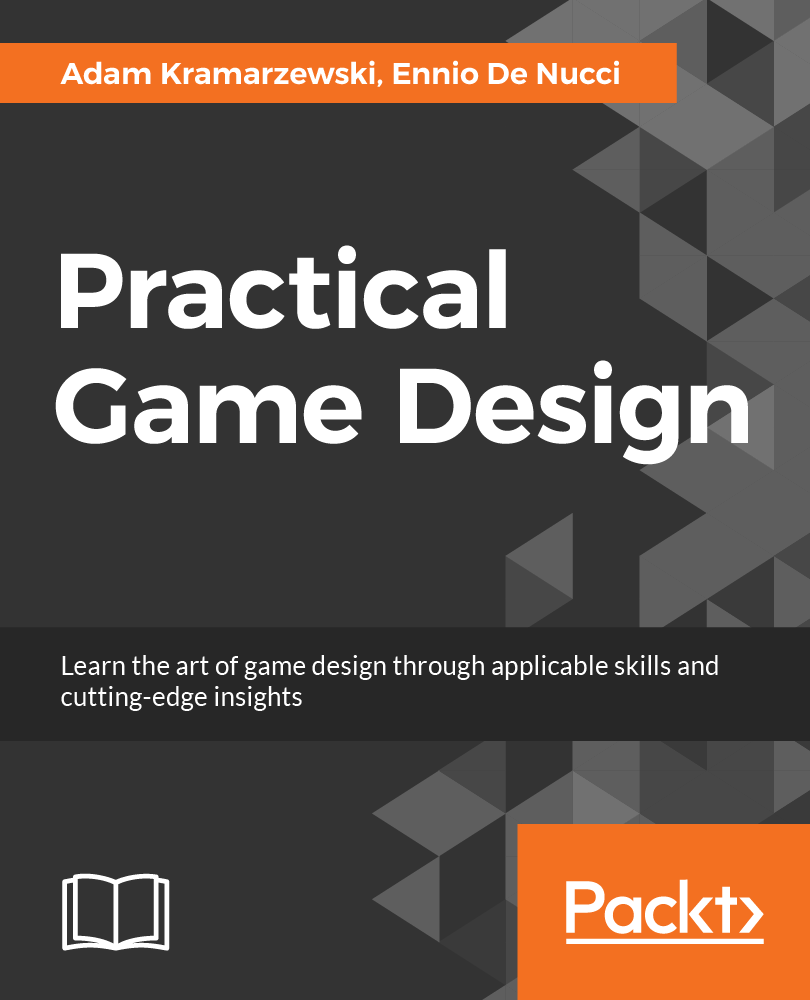 Adam Kramarzewski, Ennio De Nucci
Practical
Game Design
Learn the art of game design through applicable skills and
cutting-edge insights
Packt>